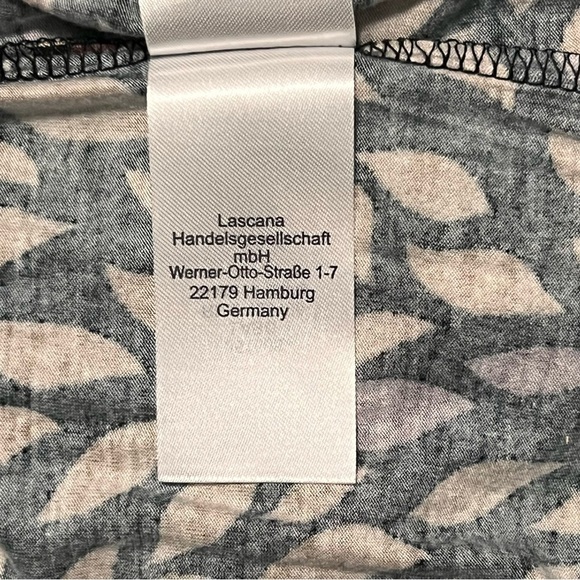 Lascana
Handelsgesellschaft
mbH
Werner-Otto-Straße 1-7
22179 Hamburg
Germany